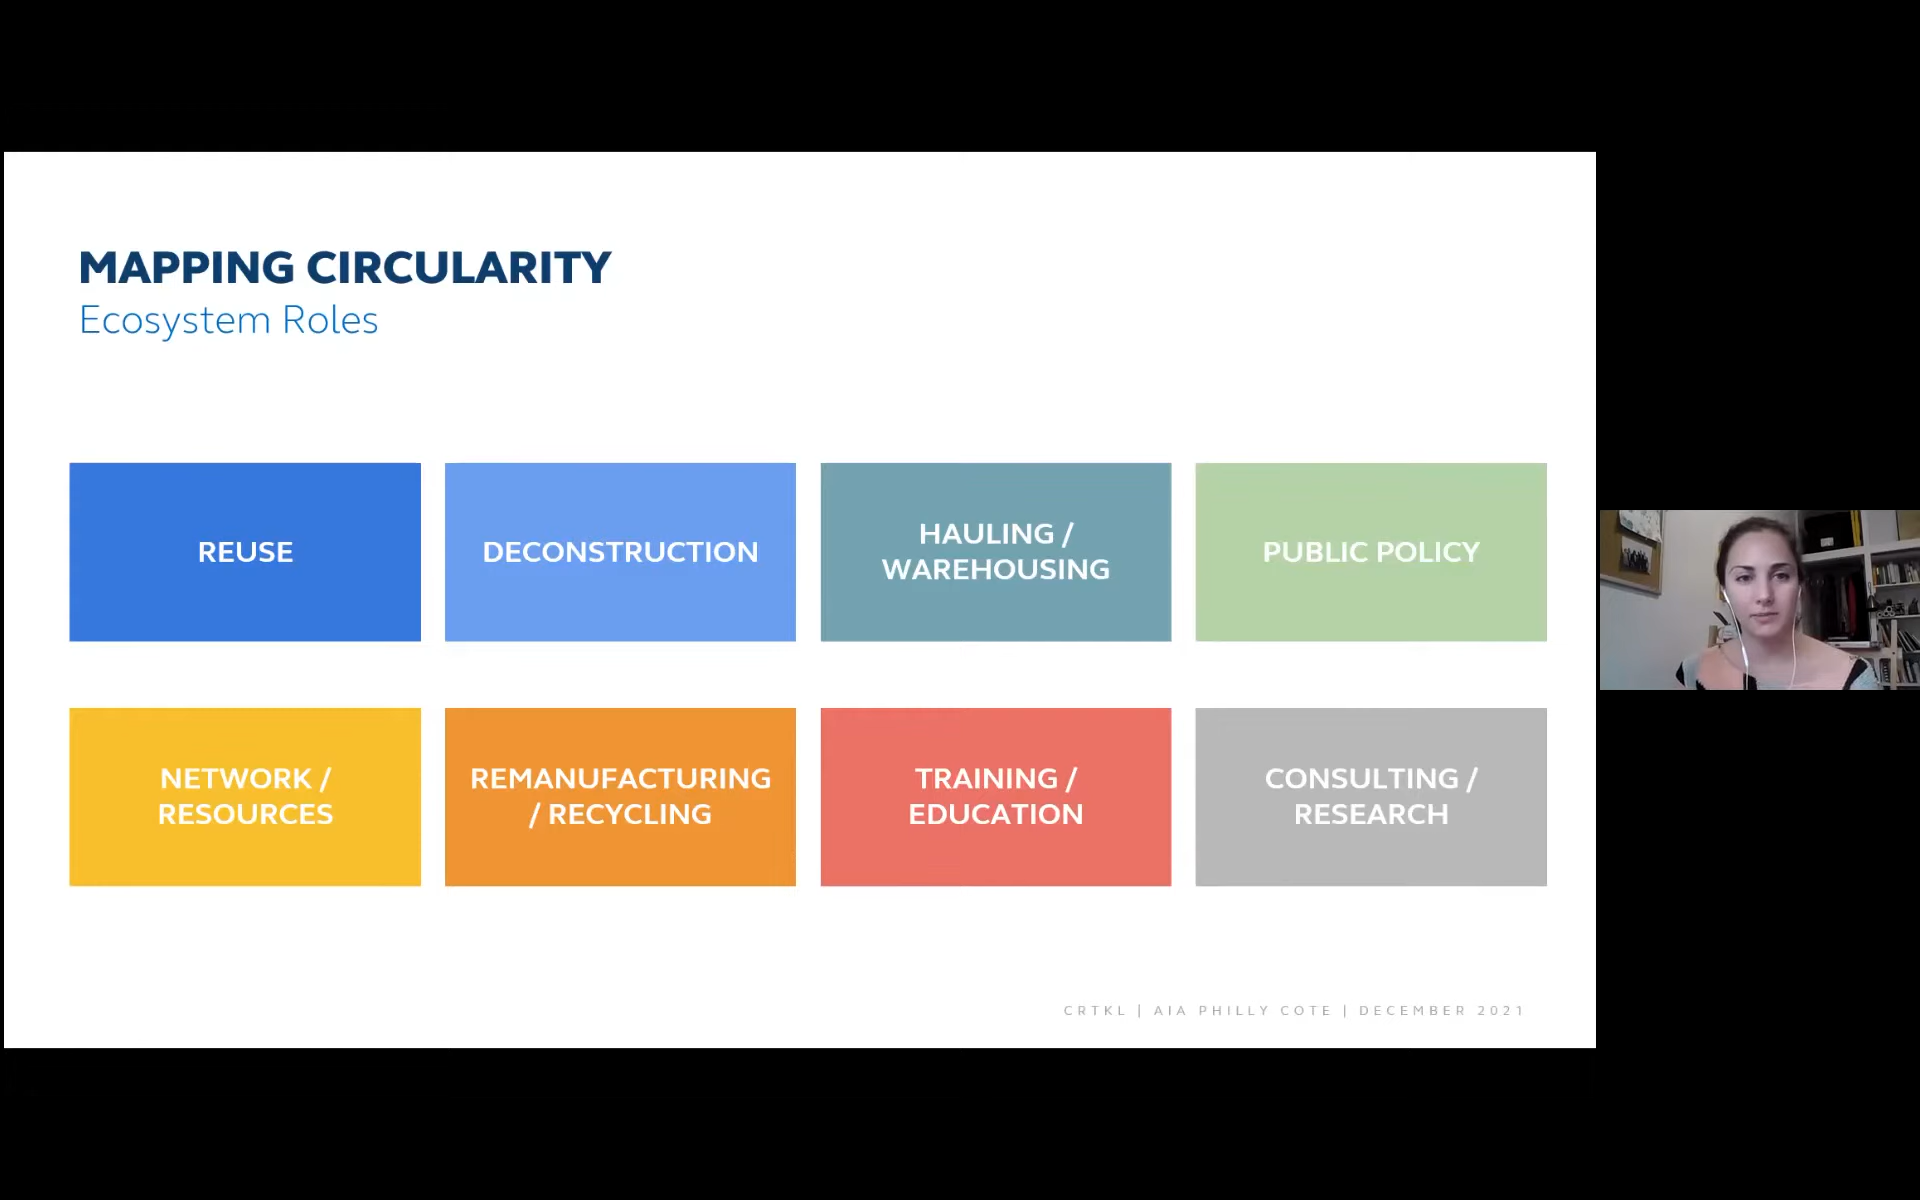 MAPPING CIRCULARITY
Ecosystem Roles
REUSE
DECONSTRUCTION
HAULING /
WAREHOUSING
PUBLIC POLICY
NETWORK /
RESOURCES
REMANUFACTURING
/ RECYCLING
TRAINING /
EDUCATION
CONSULTING /
RESEARCH
CRTKL | AIA PHILLY COTE | DECEMBER 2021